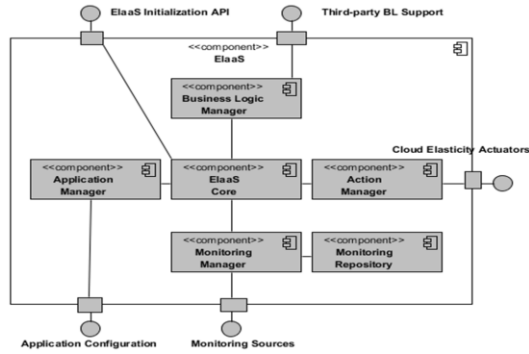 ElaaS Initialization API
Third-party BL Support
<<component>>
ElaaS
<<component>>
Business Logic
Manager
Cloud Elasticity Actuators
<<component>>
Application
Manager
<<component>>
ElaaS
Core
<<component>>
Action
Manager
<<component>>
Monitoring
Manager
<<component>>
Monitoring
Repository
Application Configuration
Monitoring Sources